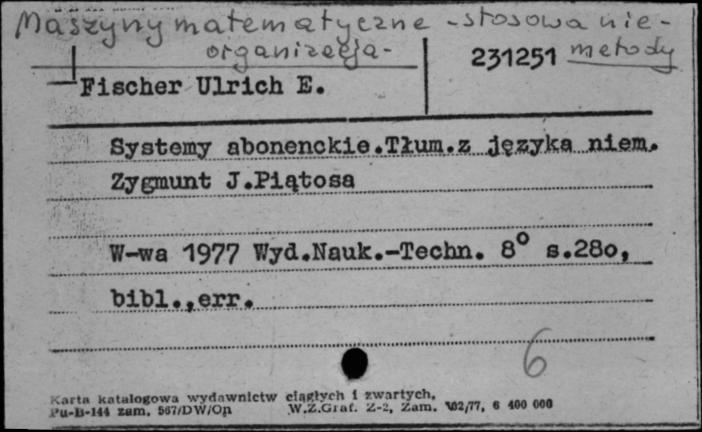 Maszyny matematyczne - stosowanie -
organizacja -
231251 metody
Fischer Ulrich E.
Systemy abonenckie.Tłum.z języka niem.
Zygmunt J.Piątosa
W-wa 1977 Wyd.Nauk.-Techn. 8° s.28o,
bibl.,err.
6
Karta katalogowa wydawnictw ciągłych i zwartych,
Pu-B-144 zam. 567/DW/Op W.Z.Graf. Z-2, Zam. 102/77, 6 400 000